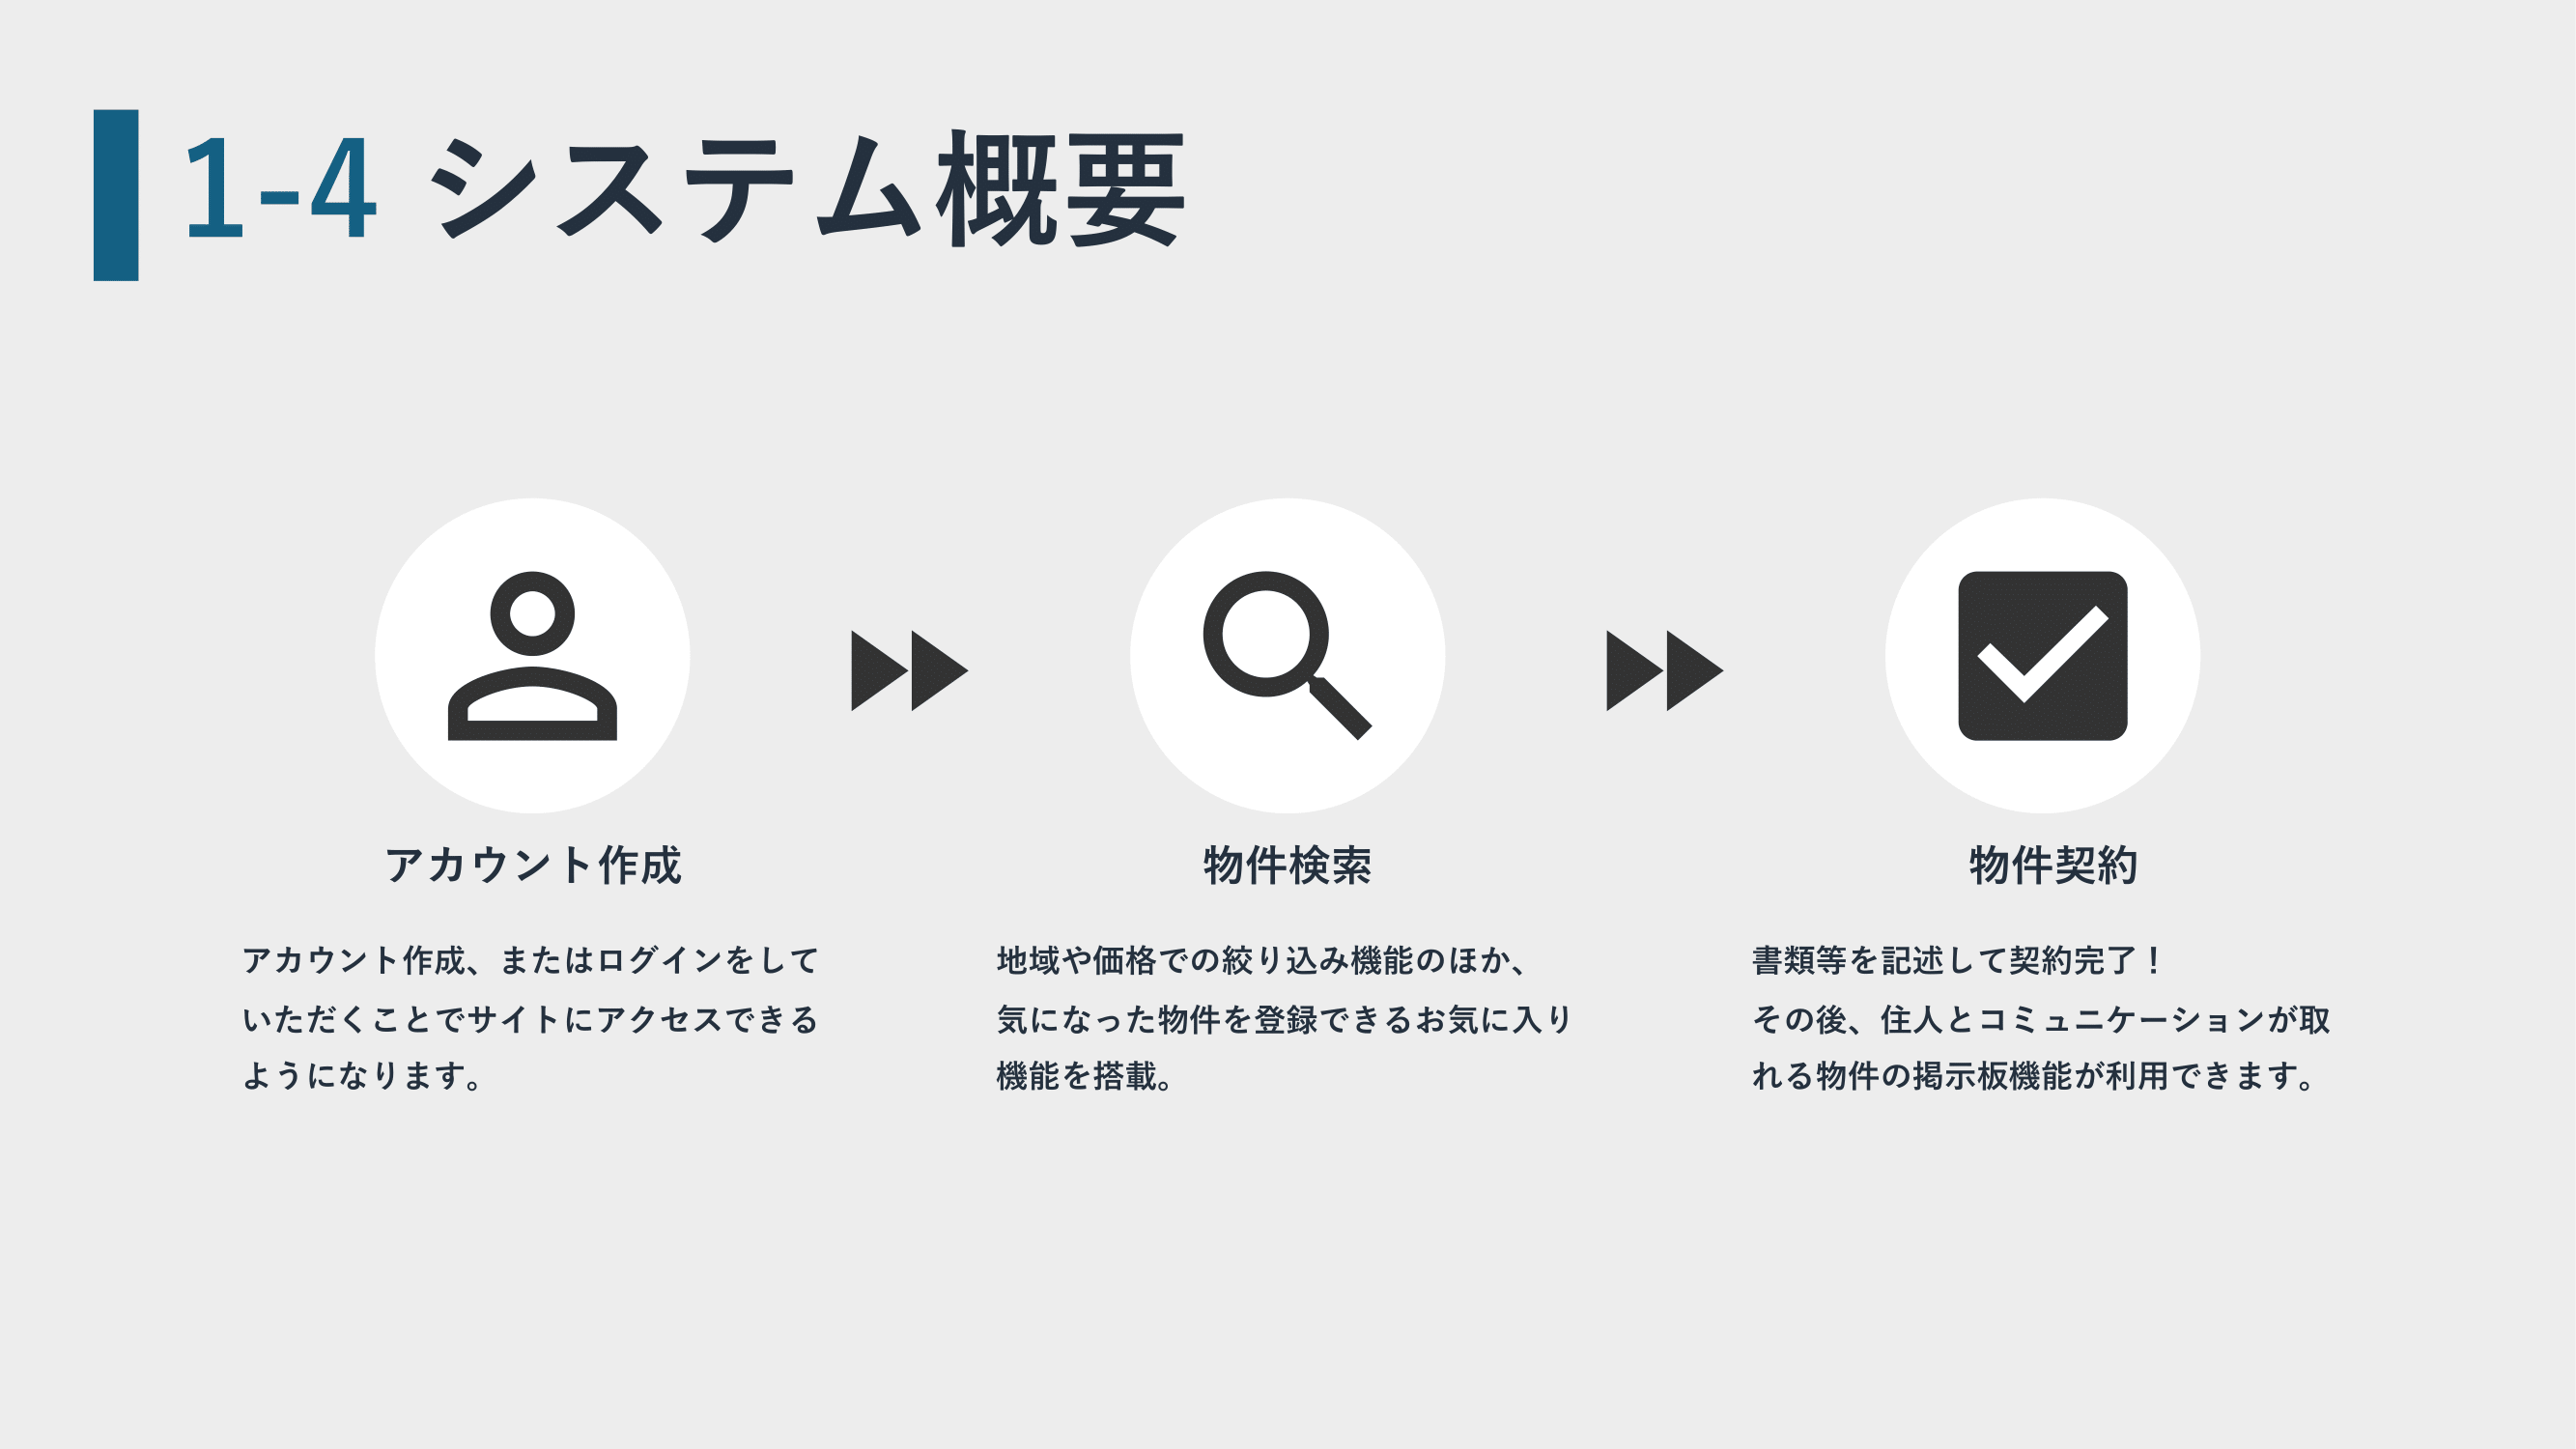 1-4 システム概要
アカウント作成
アカウント作成、またはログインをして
いただくことでサイトにアクセスできる
ようになります。
物件検索
地域や価格での絞り込み機能のほか、
気になった物件を登録できるお気に入り
機能を搭載。
物件契約
書類等を記述して契約完了！
その後、住人とコミュニケーションが取
れる物件の掲示板機能が利用できます。